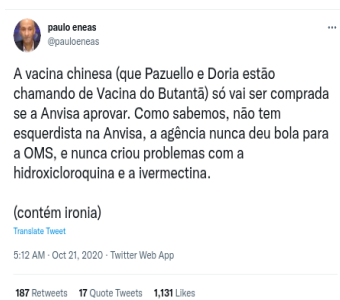 paulo eneas
@pauloeneas
A vacina chinesa (que Pazuello e Doria estão
chamando de Vacina do Butantã) só vai ser comprada
se a Anvisa aprovar. Como sabemos, não tem
esquerdista na Anvisa, a agência nunca deu bola para
a OMS, e nunca criou problemas com a
hidroxicloroquina e a ivermectina.
(contém ironia)
Translate Tweet
5:12 AM · Oct 21, 2020 · Twitter Web App
187 Retweets 17 Quote Tweets 1,131 Likes